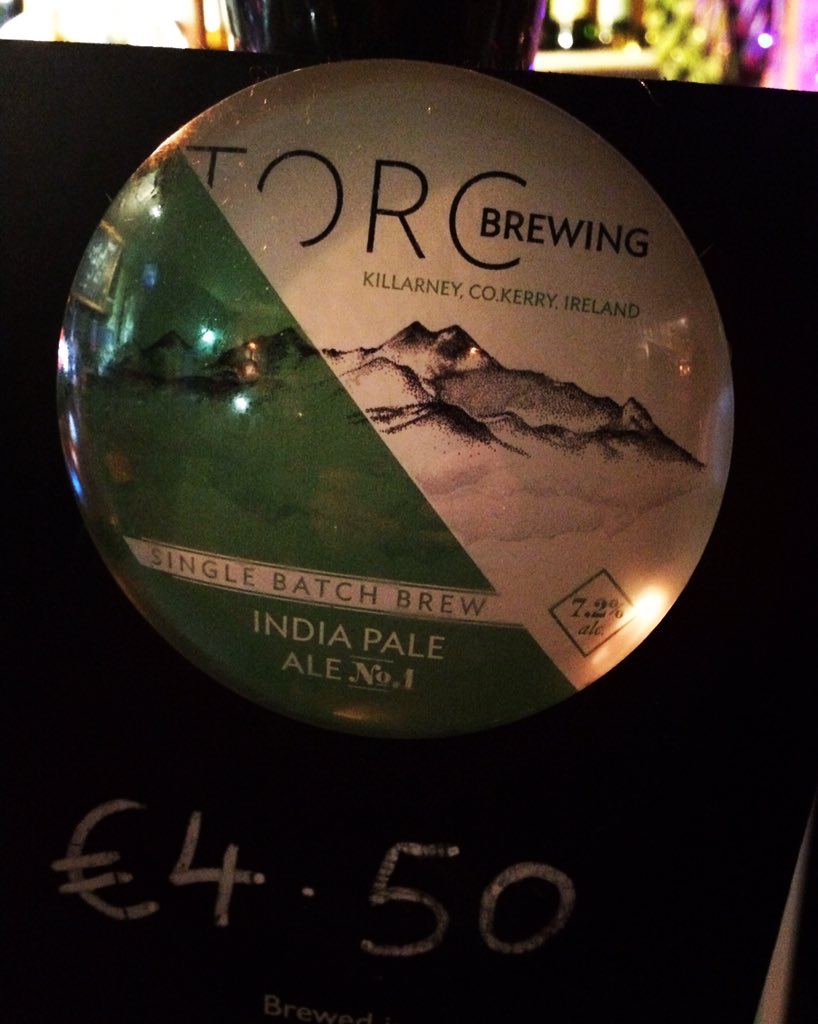 TORC BREWING
KILLARNEY, CO.KERRY. IRELAND
SINGLE BATCH BREW
INDIA PALE
ALE No.1
7.2%
alc.
€4.50
Brewed